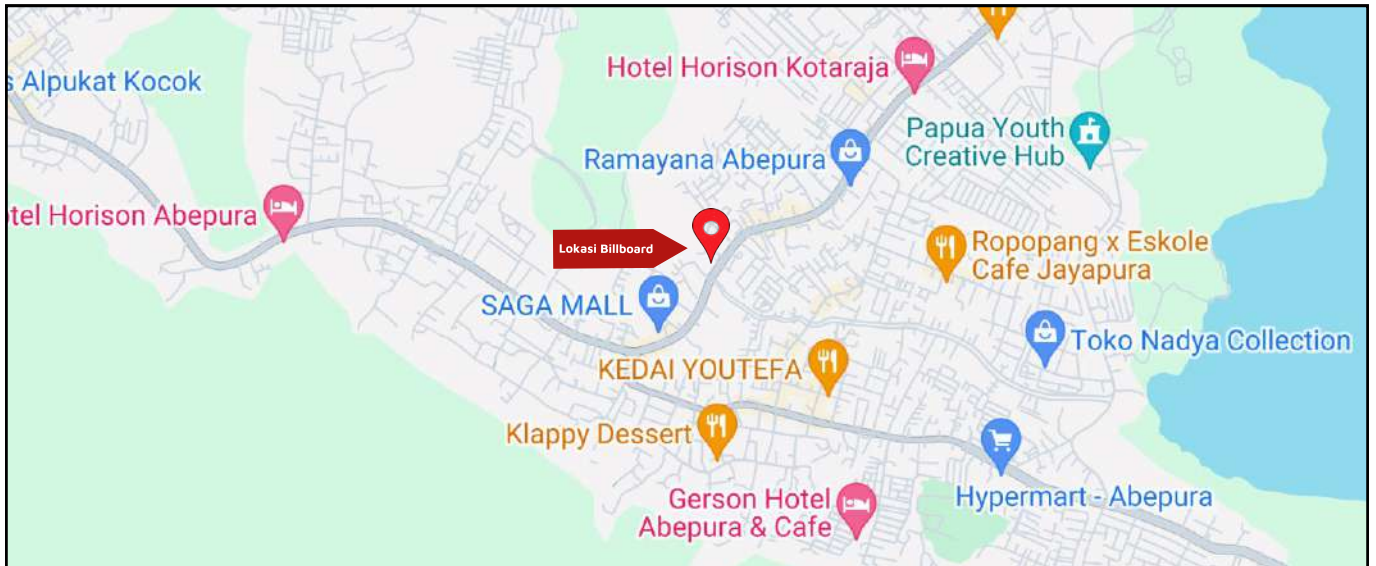 Hotel Horison Kotaraja
s Alpukat Kocok
Papua Youth
Creative Hub
Ramayana Abepura
tel Horison Abepura
Lokasi Billboard
Ropopang x Eskole
Cafe Jayapura
SAGA MALL
Toko Nadya Collection
KEDAI YOUTEFA
Klappy Dessert
Hypermart - Abepura
Gerson Hotel
Abepura & Cafe